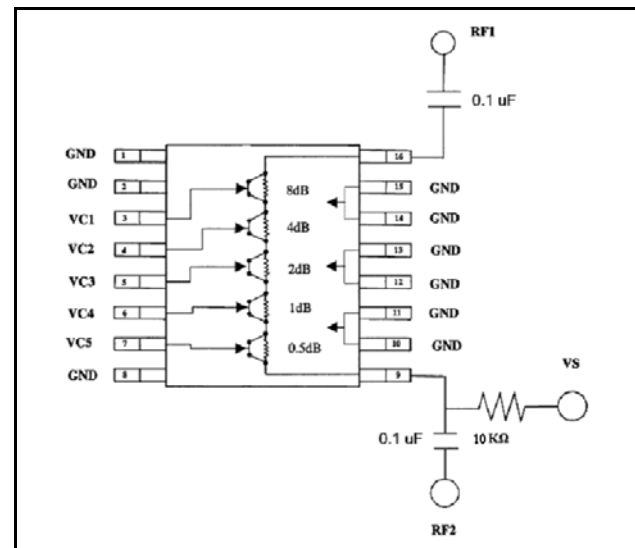 RF1
0.1 uF
GND 1 16
GND 2 15 GND
8dB
VC1 3 14 GND
4dB
VC2 4 13 GND
2dB
VC3 5 12 GND
1dB
VC4 6 11 GND
VC5 7 0.5dB 10 GND
GND 8 9
VS
0.1 uF 10 KΩ
RF2